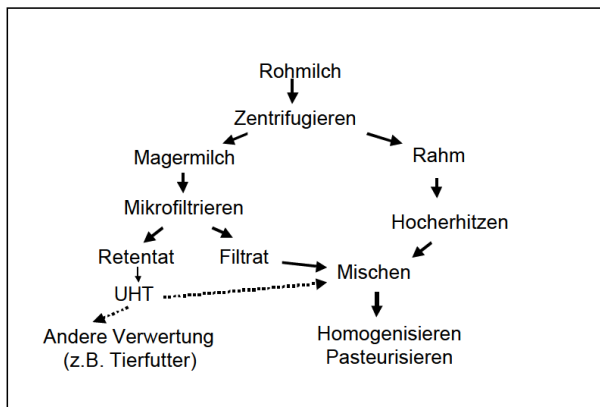 Rohmilch
Zentrifugieren
Magermilch
Rahm
Mikrofiltrieren
Hocherhitzen
Retentat
Filtrat
Mischen
UHT
Andere Verwertung
(z.B. Tierfutter)
Homogenisieren
Pasteurisieren